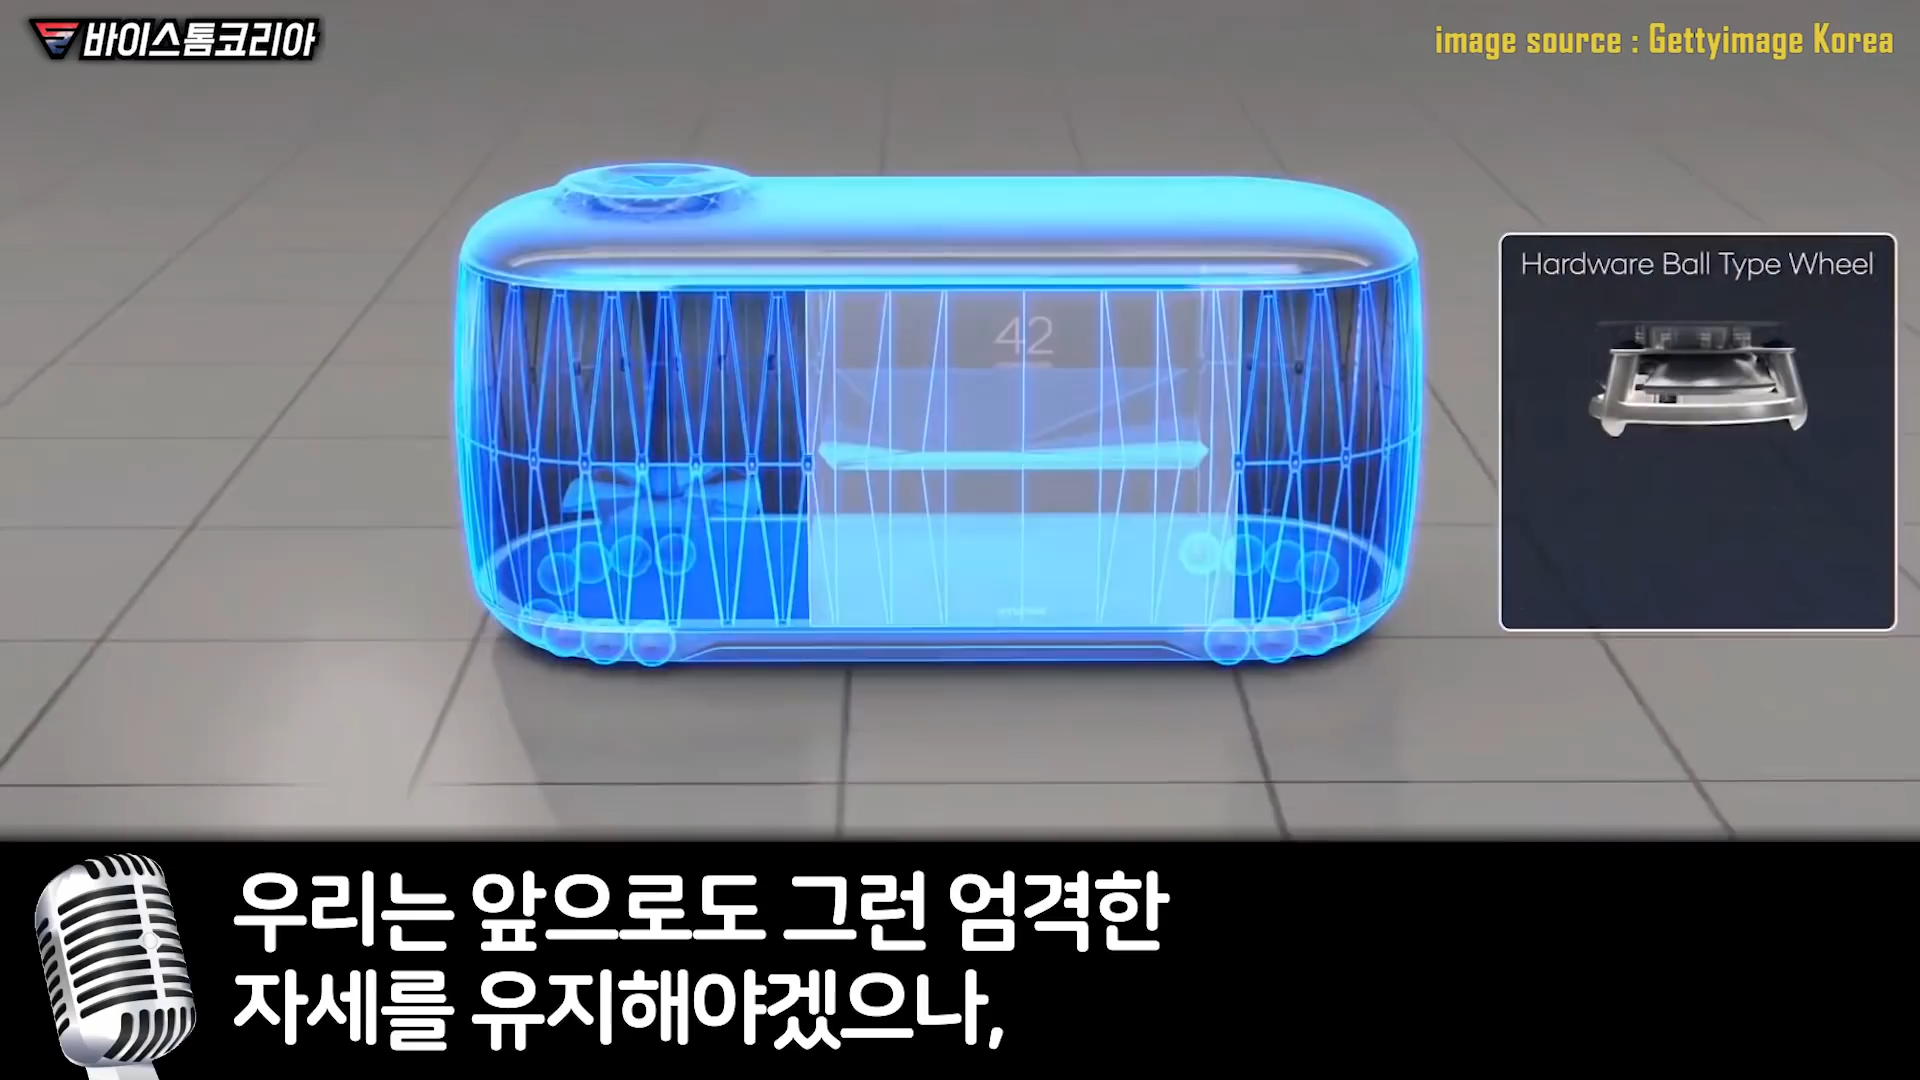 바이스톰코리아
image source : Gettyimage Korea
Hardware Ball Type Wheel
42
우리는 앞으로도 그런 엄격한
자세를 유지해야겠으나,